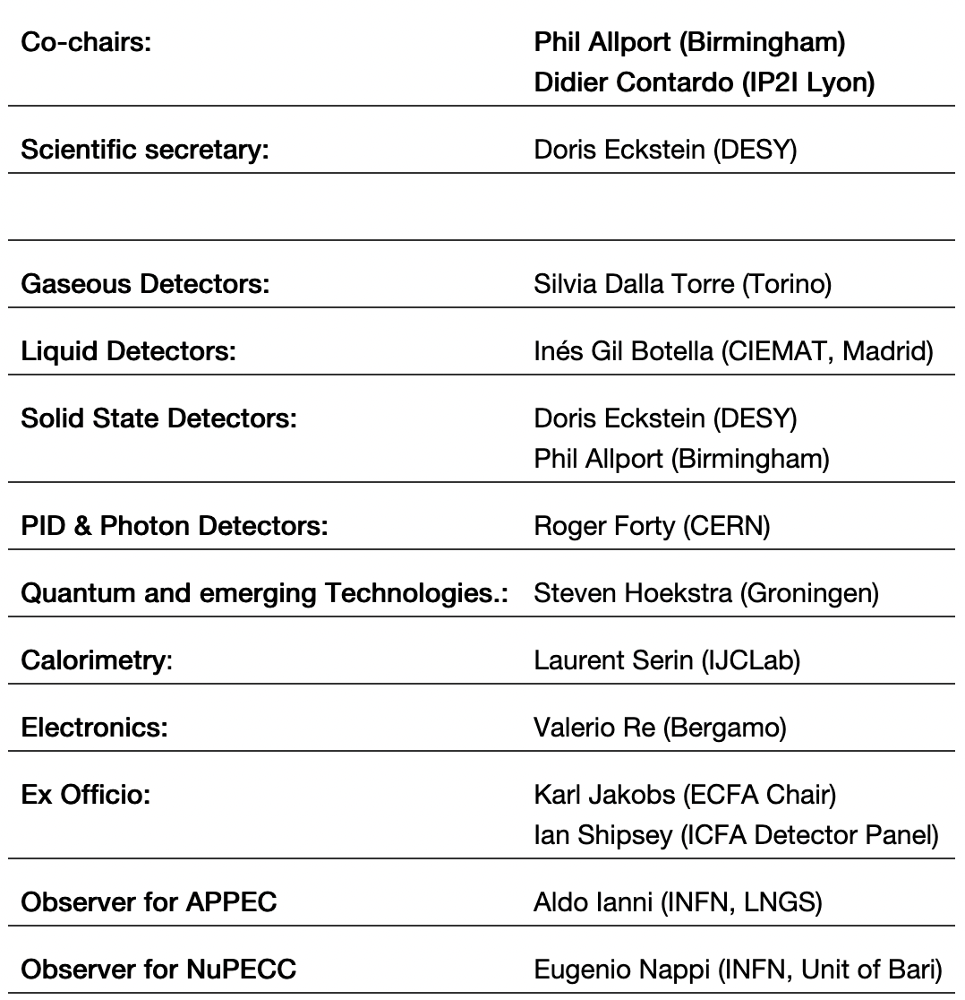 Co-chairs: Phil Allport (Birmingham)
Didier Contardo (IP2I Lyon)
Scientific secretary: Doris Eckstein (DESY)
Gaseous Detectors: Silvia Dalla Torre (Torino)
Liquid Detectors: Inés Gil Botella (CIEMAT, Madrid)
Solid State Detectors: Doris Eckstein (DESY)
Phil Allport (Birmingham)
PID & Photon Detectors: Roger Forty (CERN)
Quantum and emerging Technologies.: Steven Hoekstra (Groningen)
Calorimetry: Laurent Serin (IJCLab)
Electronics: Valerio Re (Bergamo)
Ex Officio: Karl Jakobs (ECFA Chair)
Ian Shipsey (ICFA Detector Panel)
Observer for APPEC Aldo Ianni (INFN, LNGS)
Observer for NuPECC Eugenio Nappi (INFN, Unit of Bari)